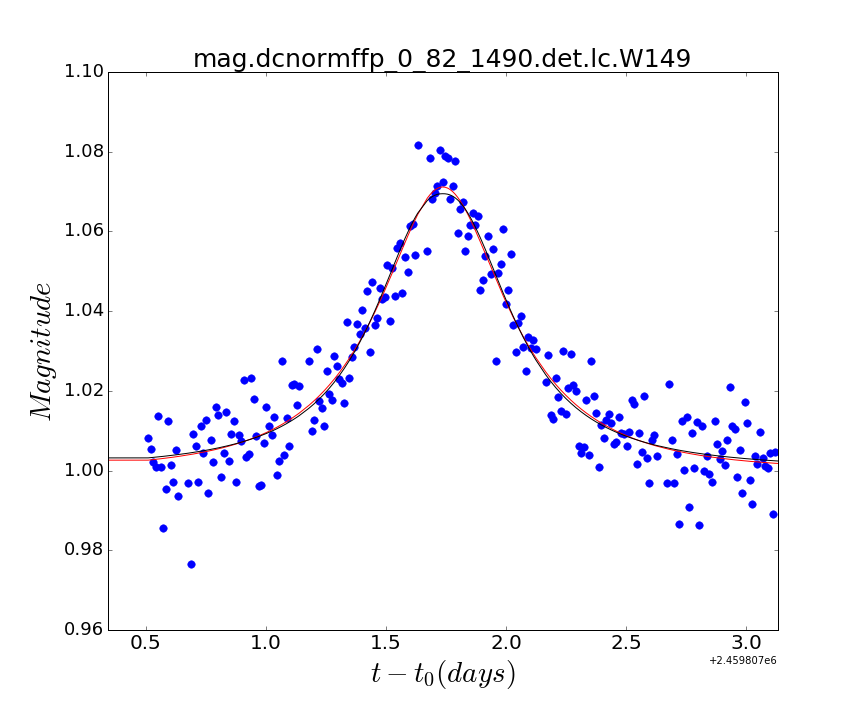 mag.dcnormffp_0_82_1490.det.lc.W149
1.10
1.08
1.06
1.04
1.02
1.00
0.98
0.96
Magnitude
0.5 1.0 1.5 2.0 2.5 3.0
+2.459807e6
t − t₀(days)